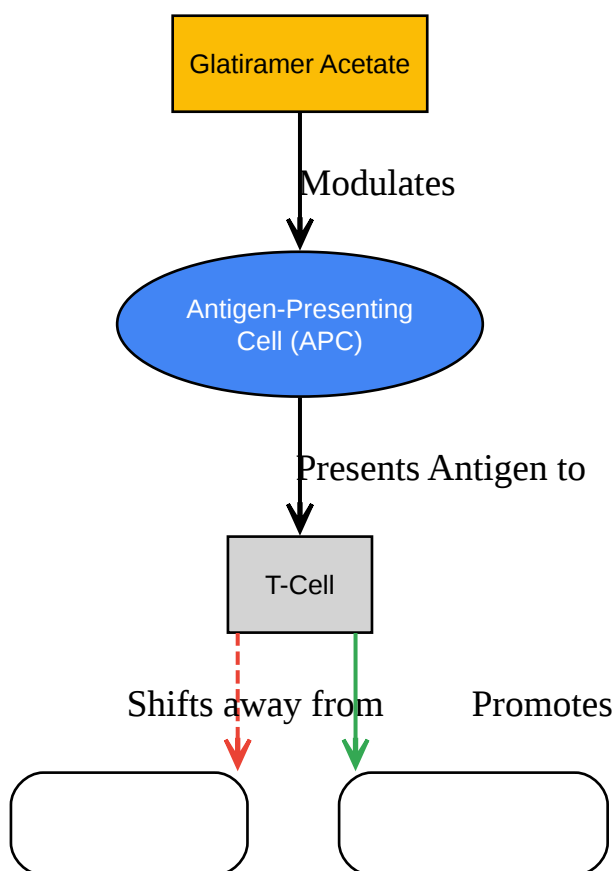 Glatiramer Acetate
Modulates
Antigen-Presenting
Cell (APC)
Presents Antigen to
T-Cell
Shifts away from
Promotes